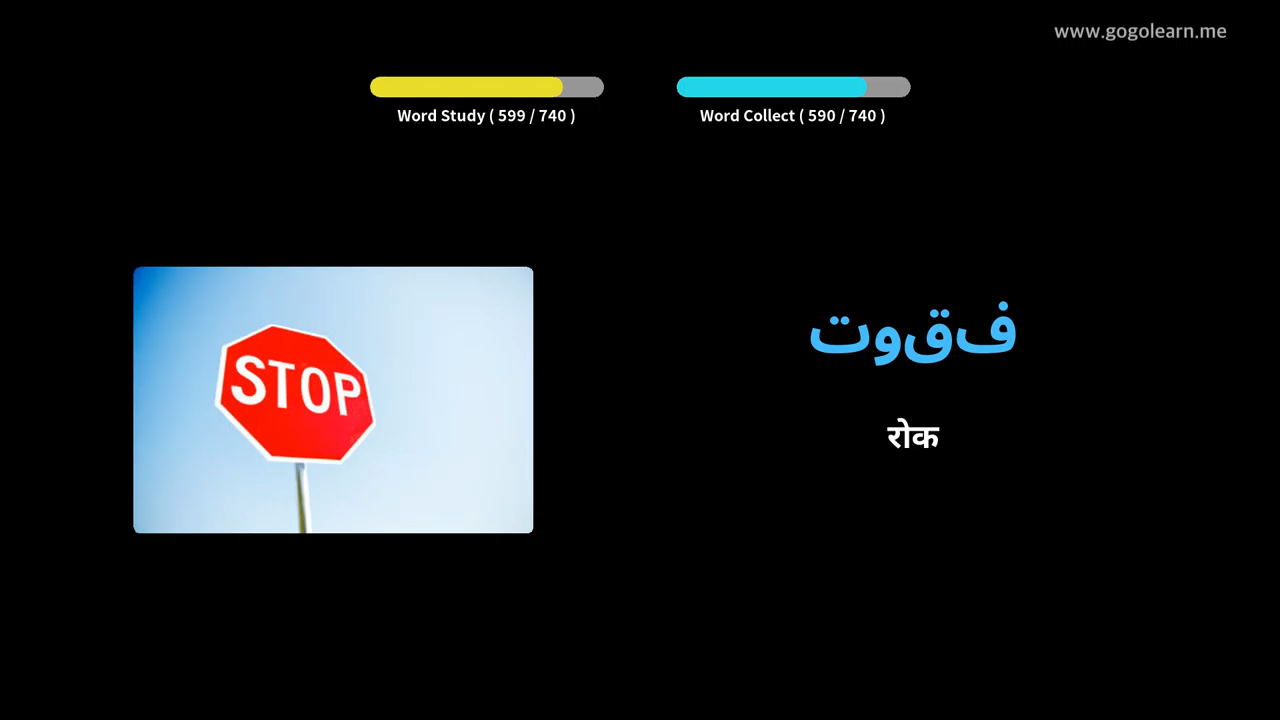 www.gogolearn.me
Word Study ( 599 / 740 )
Word Collect ( 590 / 740 )
STOP
فقوت
रोक